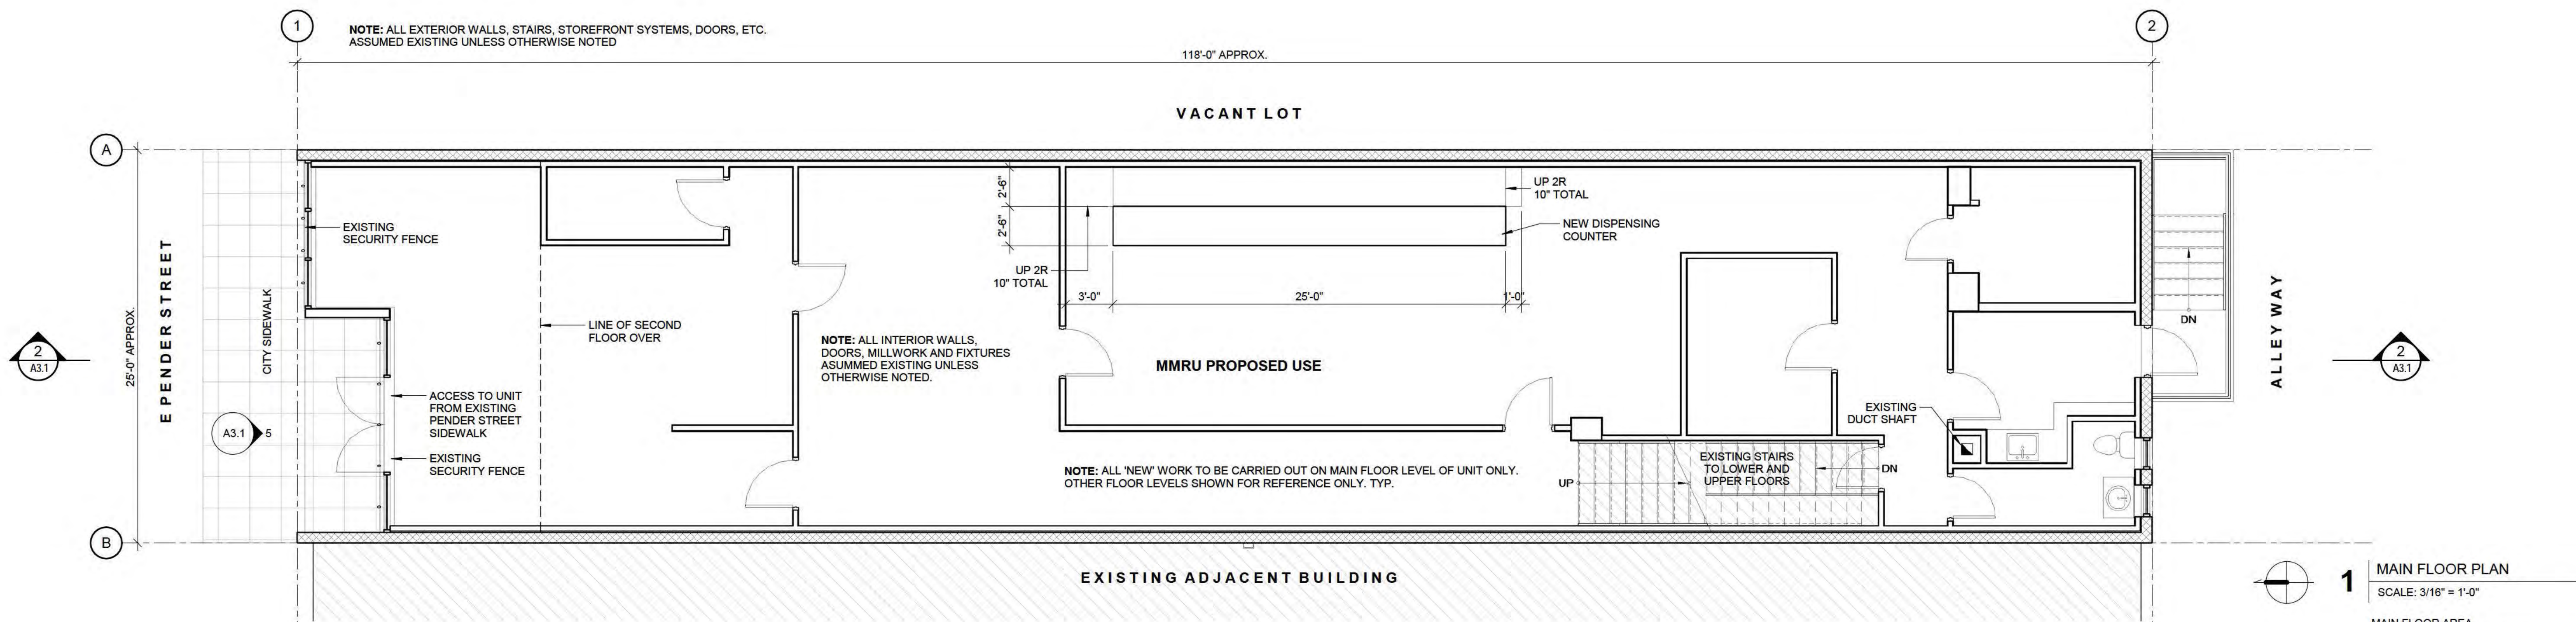 1
NOTE: ALL EXTERIOR WALLS, STAIRS, STOREFRONT SYSTEMS, DOORS, ETC.
ASSUMED EXISTING UNLESS OTHERWISE NOTED
118'-0" APPROX.
2
VACANT LOT
A
B
25'-0" APPROX.
E PENDER STREET
CITY SIDEWALK
2
A3.1
A3.1
5
EXISTING
SECURITY FENCE
LINE OF SECOND
FLOOR OVER
ACCESS TO UNIT
FROM EXISTING
PENDER STREET
SIDEWALK
EXISTING
SECURITY FENCE
NOTE: ALL INTERIOR WALLS,
DOORS, MILLWORK AND FIXTURES
ASUMMED EXISTING UNLESS
OTHERWISE NOTED.
2'-6"
2'-6"
UP 2R
10" TOTAL
3'-0"
25'-0"
1'-0"
UP 2R
10" TOTAL
NEW DISPENSING
COUNTER
MMRU PROPOSED USE
NOTE: ALL 'NEW' WORK TO BE CARRIED OUT ON MAIN FLOOR LEVEL OF UNIT ONLY.
OTHER FLOOR LEVELS SHOWN FOR REFERENCE ONLY. TYP.
UP
EXISTING STAIRS
TO LOWER AND
UPPER FLOORS
DN
EXISTING
DUCT SHAFT
DN
ALLEY WAY
2
A3.1
EXISTING ADJACENT BUILDING
1
MAIN FLOOR PLAN
SCALE: 3/16" = 1'-0"
MAIN FLOOR AREA